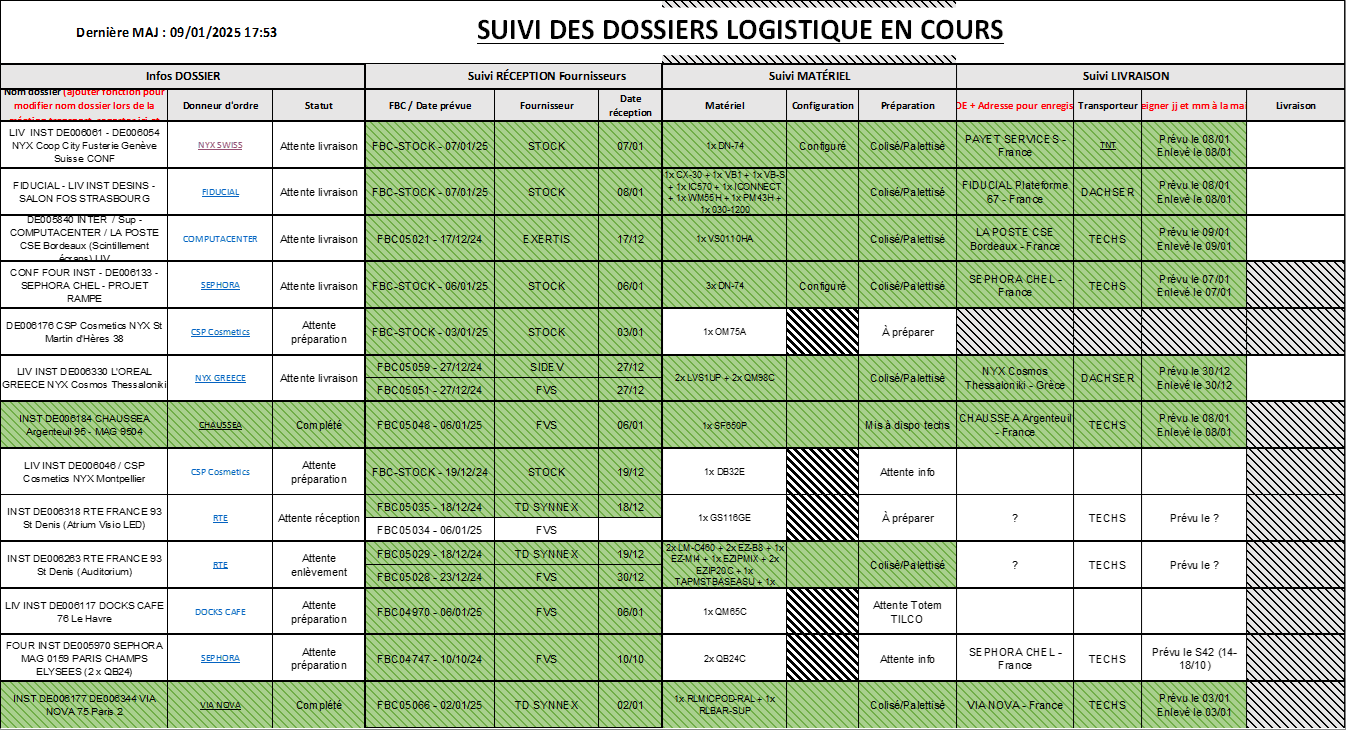 Dernière MAJ : 09/01/2025 17:53
SUIVI DES DOSSIERS LOGISTIQUE EN COURS
Infos DOSSIER
Suivi RÉCEPTION Fournisseurs
Suivi MATÉRIEL
Suivi LIVRAISON
Nom dossier (ajouter fonction pour
modifier nom dossier lors de la
Donneur d'ordre
Statut
FBC / Date prévue
Fournisseur
Date
réception
Matériel
Configuration
Préparation
DE + Adresse pour enregis
Transporteur
eigner jj et mm à la ma
Livraison
LIV INST DE006061 - DE006054
NYX Coop City Fusterie Genève
Suisse CONF
NYX SWISS
Attente livraison
FBC-STOCK - 07/01/25
STOCK
07/01
1x DN-74
Configuré
Colisé/Palettisé
PAYET SERVICES -
France
TNT
Prévu le 08/01
Enlevé le 08/01
FIDUCIAL - LIV INST DESINS -
SALON FOS STRASBOURG
FIDUCIAL
Attente livraison
FBC-STOCK - 07/01/25
STOCK
08/01
1x CX-30 + 1x VB1 + 1x VB-S
+ 1x IC570 + 1x ICONNECT
+ 1x WM55H + 1x PM43H +
1x 030-1200
Colisé/Palettisé
FIDUCIAL Plateforme
67 - France
DACHSER
Prévu le 08/01
Enlevé le 08/01
DE005840 INTER / Sup -
COMPUTACENTER / LA POSTE
CSE Bordeaux (Scintillement
écrans) LIV
COMPUTACENTER
Attente livraison
FBC05021 - 17/12/24
EXERTIS
17/12
1x VS0110HA
Colisé/Palettisé
LA POSTE CSE
Bordeaux - France
TECHS
Prévu le 09/01
Enlevé le 09/01
CONF FOUR INST - DE006133 -
SEPHORA CHEL - PROJET
RAMPE
SEPHORA
Attente livraison
FBC-STOCK - 06/01/25
STOCK
06/01
3x DN-74
Configuré
Colisé/Palettisé
SEPHORA CHEL -
France
TECHS
Prévu le 07/01
Enlevé le 07/01
DE006176 CSP Cosmetics NYX St
Martin d'Hères 38
CSP Cosmetics
Attente
préparation
FBC-STOCK - 03/01/25
STOCK
03/01
1x OM75A
À préparer
LIV INST DE006330 L'OREAL
GREECE NYX Cosmos Thessaloniki
NYX GREECE
Attente livraison
FBC05059 - 27/12/24
SIDEV
27/12
FBC05051 - 27/12/24
FVS
27/12
2x LVS1UP + 2x QM98C
Colisé/Palettisé
NYX Cosmos
Thessaloniki - Grèce
DACHSER
Prévu le 30/12
Enlevé le 30/12
INST DE006184 CHAUSSEA
Argenteuil 95 - MAG 9504
CHAUSSEA
Complété
FBC05048 - 06/01/25
FVS
06/01
1x SF650P
Mis à dispo techs
CHAUSSEA Argenteuil
- France
TECHS
Prévu le 08/01
Enlevé le 08/01
LIV INST DE006046 / CSP
Cosmetics NYX Montpellier
CSP Cosmetics
Attente
préparation
FBC-STOCK - 19/12/24
STOCK
19/12
1x DB32E
Attente info
INST DE006318 RTE FRANCE 93
St Denis (Atrium Visio LED)
RTE
Attente réception
FBC05035 - 18/12/24
TD SYNNEX
18/12
FBC05034 - 06/01/25
FVS
1x GS116GE
À préparer
?
TECHS
Prévu le ?
INST DE006263 RTE FRANCE 93
St Denis (Auditorium)
RTE
Attente
enlèvement
FBC05029 - 18/12/24
TD SYNNEX
19/12
FBC05028 - 23/12/24
FVS
30/12
2x LM-C460 + 2x EZ-B8 + 1x
EZ-MI4 + 1x EZIPMIX + 2x
EZIP20C + 1x
TAPMSTBASEASU + 1x
Colisé/Palettisé
?
TECHS
Prévu le ?
LIV INST DE006117 DOCKS CAFE
76 Le Havre
DOCKS CAFE
Attente
préparation
FBC04970 - 06/01/25
FVS
06/01
1x QM65C
Attente Totem
TILCO
FOUR INST DE005970 SEPHORA
MAG 0159 PARIS CHAMPS
ELYSEES (2 x QB24)
SEPHORA
Attente
préparation
FBC04747 - 10/10/24
FVS
10/10
2x QB24C
Attente info
SEPHORA CHEL -
France
TECHS
Prévu le S42 (14-
18/10)
INST DE006177 DE006344 VIA
NOVA 75 Paris 2
VIA NOVA
Complété
FBC05066 - 02/01/25
TD SYNNEX
02/01
1x RLMICPOD-RAL + 1x
RLBAR-SUP
Colisé/Palettisé
VIA NOVA - France
TECHS
Prévu le 03/01
Enlevé le 03/01